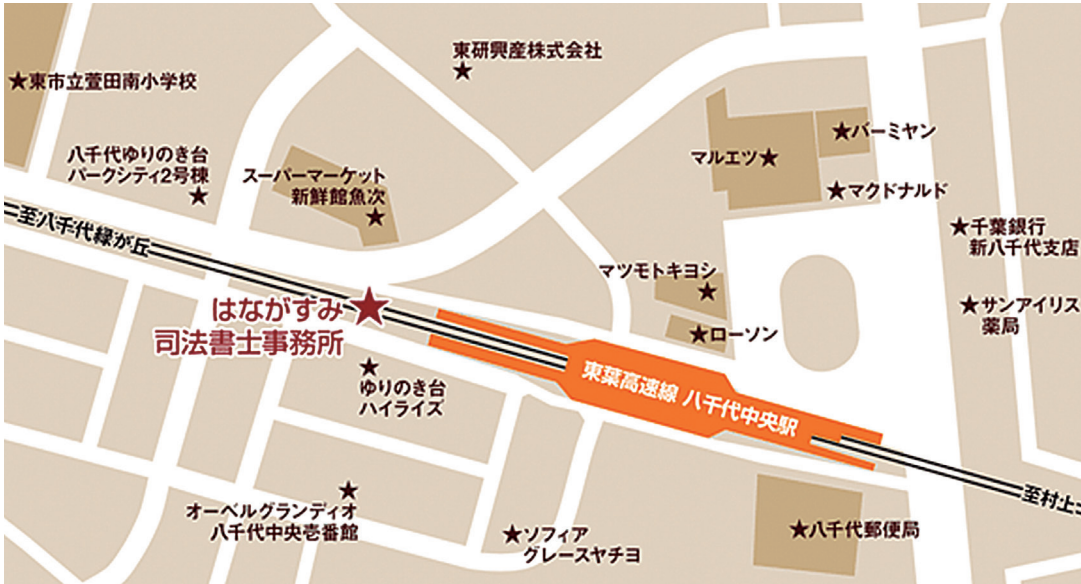 東研興産株式会社
★東市立萱田南小学校
バーミヤン
マルエツ
八千代ゆりのき台
パークシティ2号棟
スーパーマーケット
新鮮館魚次
マクドナルド
至八千代緑が丘
千葉銀行
新八千代支店
マツモトキヨシ
はながすみ
司法書士事務所
サンアイリス
薬局
ローソン
ゆりのき台
ハイライズ
東葉高速線 八千代中央駅
至村上
オーベルグランディオ
八千代中央壱番館
ソフィア
グレースヤチヨ
八千代郵便局